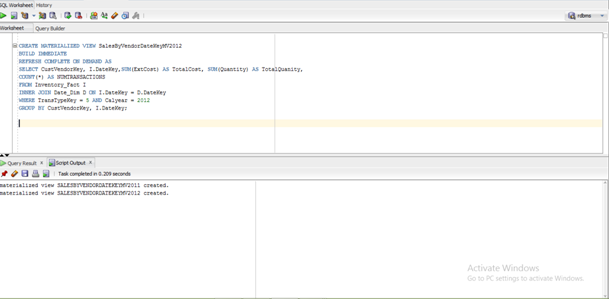 SQL Worksheet History
rdbms
Worksheet Query Builder
CREATE MATERIALIZED VIEW SalesByVendorDateKeyMV2012
BUILD IMMEDIATE
REFRESH COMPLETE ON DEMAND AS
SELECT CustVendorKey, I.DateKey,SUM(ExtCost) AS TotalCost, SUM(Quantity) AS TotalQuanity,
COUNT(*) AS NUMTRANSACTIONS
FROM Inventory_Fact I
INNER JOIN Date_Dim D ON I.DateKey = D.DateKey
WHERE TransTypeKey = 5 AND Calyear = 2012
GROUP BY CustVendorKey, I.DateKey;
Query Result × Script Output ×
Task completed in 0.209 seconds
materialized view SALESBYVENDORDATEKEYMV2011 created.
materialized view SALESBYVENDORDATEKEYMV2012 created.
Activate Windows
Go to PC settings to activate Windows.